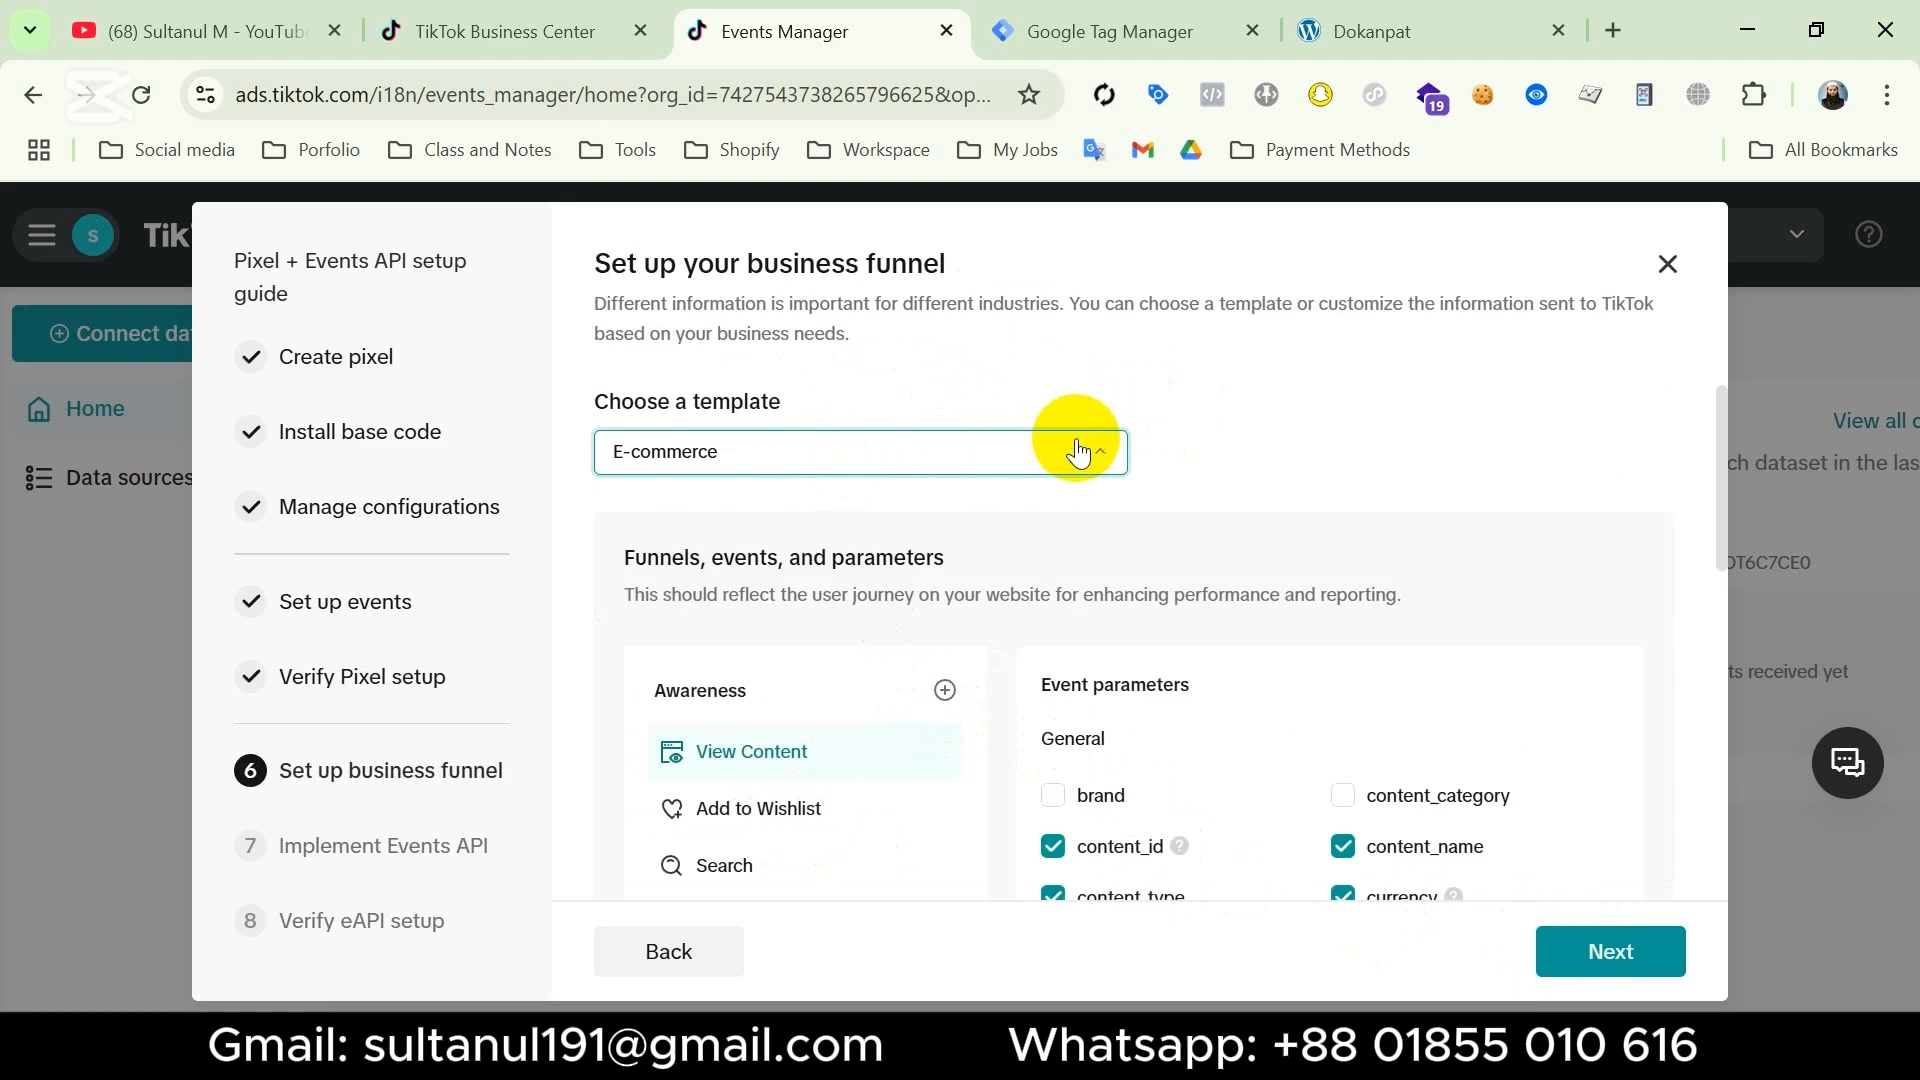 (68) Sultanul M - YouTub
TikTok Business Center
Events Manager
Google Tag Manager
Dokanpat
ads.tiktok.com/i18n/events_manager/home?org_id=7427543738265796625&op...
19
Social media
Porfolio
Class and Notes
Tools
Shopify
Workspace
My Jobs
Payment Methods
All Bookmarks
S
Tik
Connect da
Home
Data sources
View all
ch dataset in the las
DT6C7CE0
ts received yet
Pixel + Events API setup
guide
Create pixel
Install base code
Manage configurations
Set up events
Verify Pixel setup
6 Set up business funnel
7 Implement Events API
8 Verify eAPI setup
Set up your business funnel
Different information is important for different industries. You can choose a template or customize the information sent to TikTok
based on your business needs.
Choose a template
E-commerce
Funnels, events, and parameters
This should reflect the user journey on your website for enhancing performance and reporting.
Awareness
View Content
Add to Wishlist
Search
Event parameters
General
brand
content_category
content_id
content_name
content_type
currency
Back
Next
Gmail: sultanul191@gmail.com Whatsapp: +88 01855 010 616